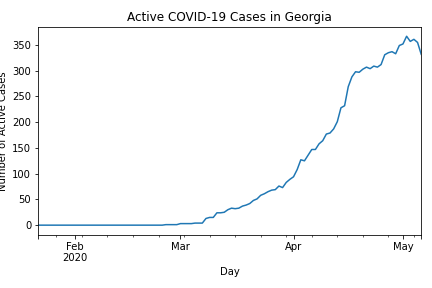 Active COVID-19 Cases in Georgia
Number of Active Cases
350
300
250
200
150
100
50
0
Feb Mar Apr May
2020
Day